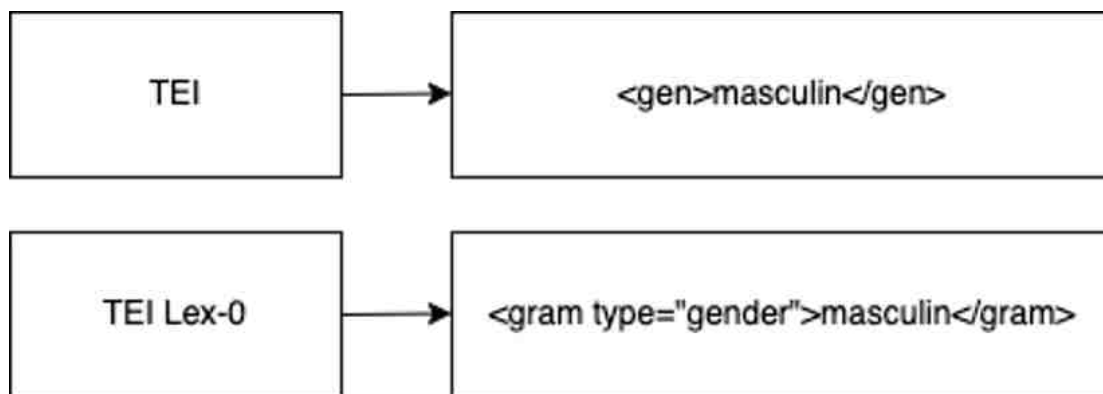 TEI
<gen>masculin</gen>
TEI Lex-0
<gram type="gender">masculin</gram>